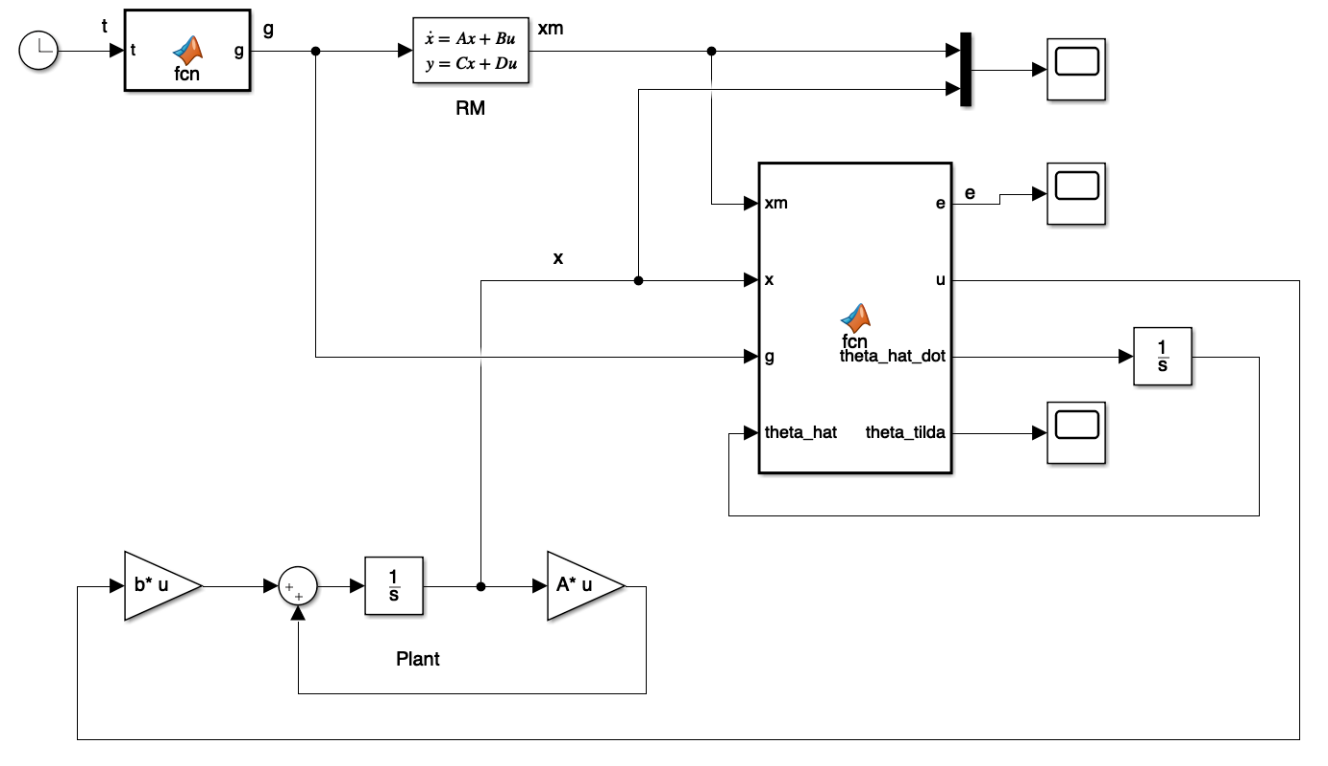 t
t
g
fcn
g
ẋ = Ax + Bu
y = Cx + Du
RM
xm
xm
e
e
x
x
u
fcn
g
theta_hat_dot
1
s
theta_hat
theta_tilda
b* u
+
+
1
s
A* u
Plant